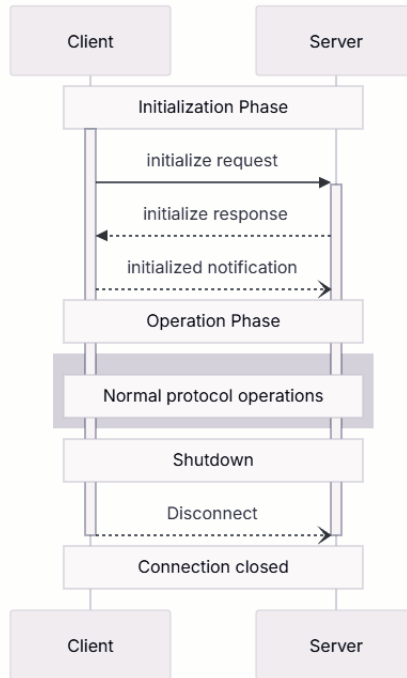 Client
Server
Initialization Phase
initialize request
initialize response
initialized notification
Operation Phase
Normal protocol operations
Shutdown
Disconnect
Connection closed
Client
Server